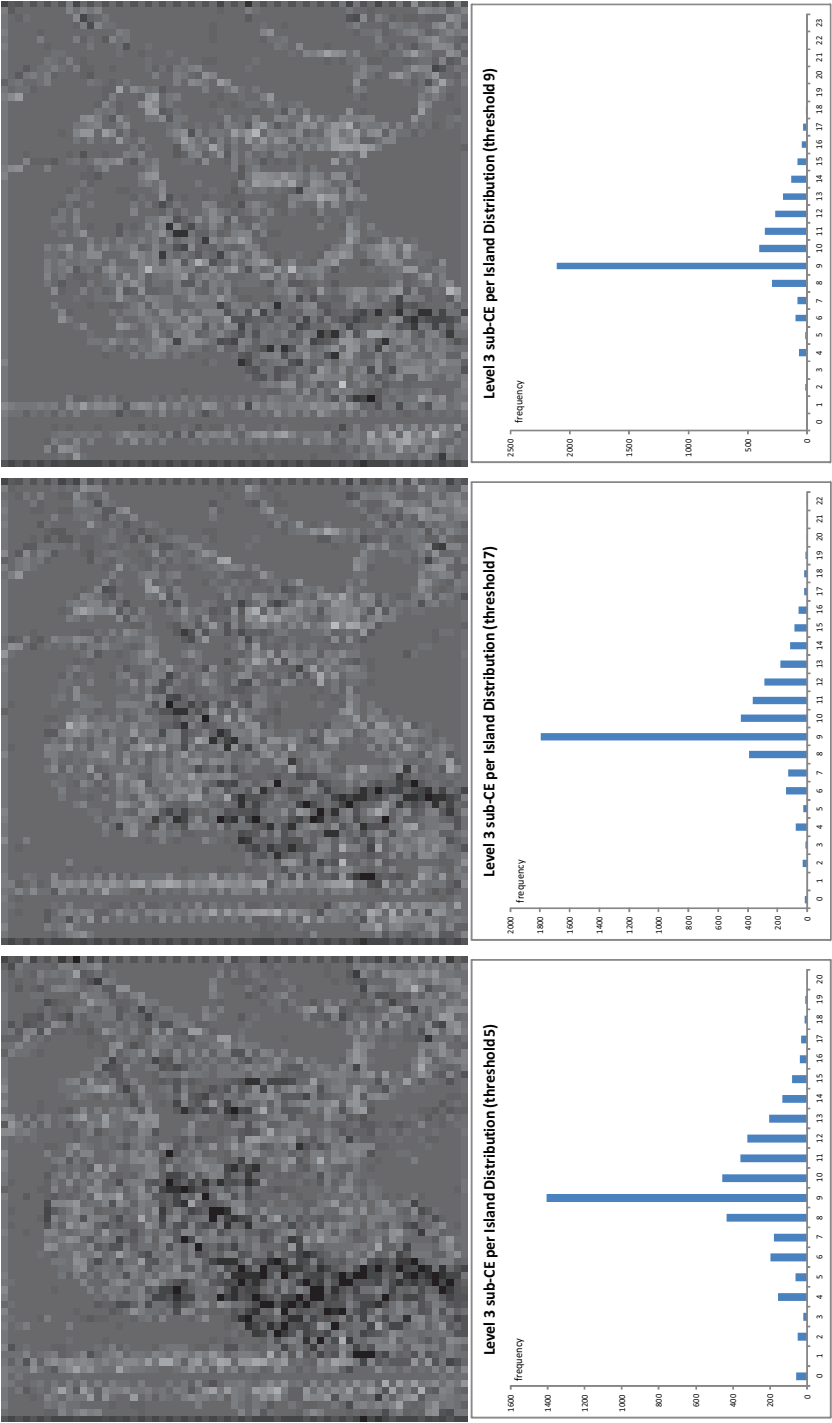 Level 3 sub-CE per Island Distribution (threshold 5)
frequency
1600
1400
1200
1000
800
600
400
200
0
0 1 2 3 4 5 6 7 8 9 10 11 12 13 14 15 16 17 18 19 20
Level 3 sub-CE per Island Distribution (threshold 7)
frequency
2000
1800
1600
1400
1200
1000
800
600
400
200
0
0 1 2 3 4 5 6 7 8 9 10 11 12 13 14 15 16 17 18 19 20 21 22
Level 3 sub-CE per Island Distribution (threshold 9)
frequency
2500
2000
1500
1000
500
0
0 1 2 3 4 5 6 7 8 9 10 11 12 13 14 15 16 17 18 19 20 21 22 23